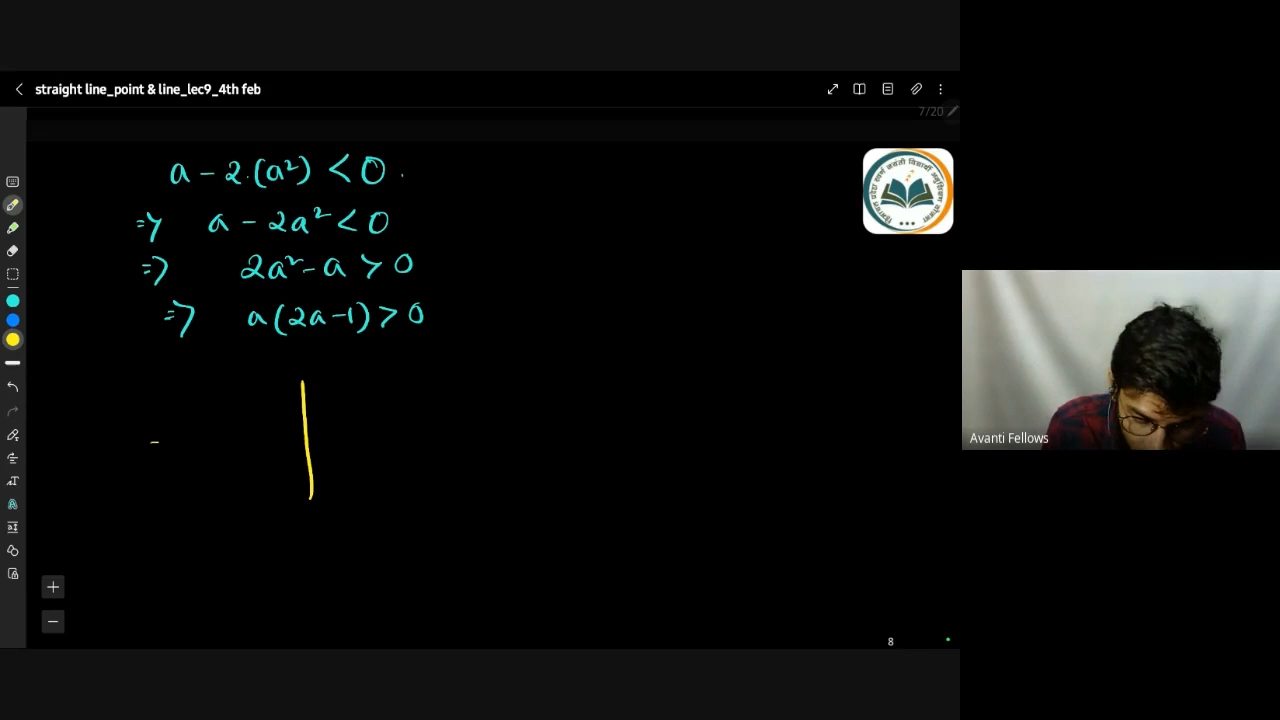 straight line_point & line_lec9_4th feb
7/20
a - 2.(a²) < 0
=> a - 2a² < 0
=> 2a² - a > 0
=> a(2a-1) > 0
-
Avanti Fellows
8